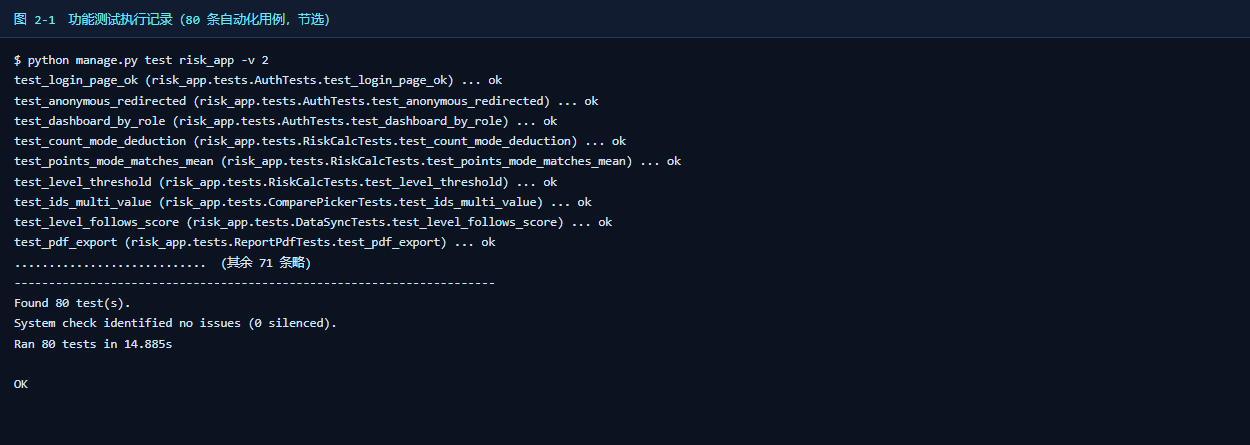 图 2-1 功能测试执行记录（80 条自动化用例，节选）
$ python manage.py test risk_app -v 2
test_login_page_ok (risk_app.tests.AuthTests.test_login_page_ok) ... ok
test_anonymous_redirected (risk_app.tests.AuthTests.test_anonymous_redirected) ... ok
test_dashboard_by_role (risk_app.tests.AuthTests.test_dashboard_by_role) ... ok
test_count_mode_deduction (risk_app.tests.RiskCalcTests.test_count_mode_deduction) ... ok
test_points_mode_matches_mean (risk_app.tests.RiskCalcTests.test_points_mode_matches_mean) ... ok
test_level_threshold (risk_app.tests.RiskCalcTests.test_level_threshold) ... ok
test_ids_multi_value (risk_app.tests.ComparePickerTests.test_ids_multi_value) ... ok
test_level_follows_score (risk_app.tests.DataSyncTests.test_level_follows_score) ... ok
test_pdf_export (risk_app.tests.ReportPdfTests.test_pdf_export) ... ok
............................ （其余 71 条略）
----------------------------------------------------------------------
Found 80 test(s).
System check identified no issues (0 silenced).
Ran 80 tests in 14.885s
OK